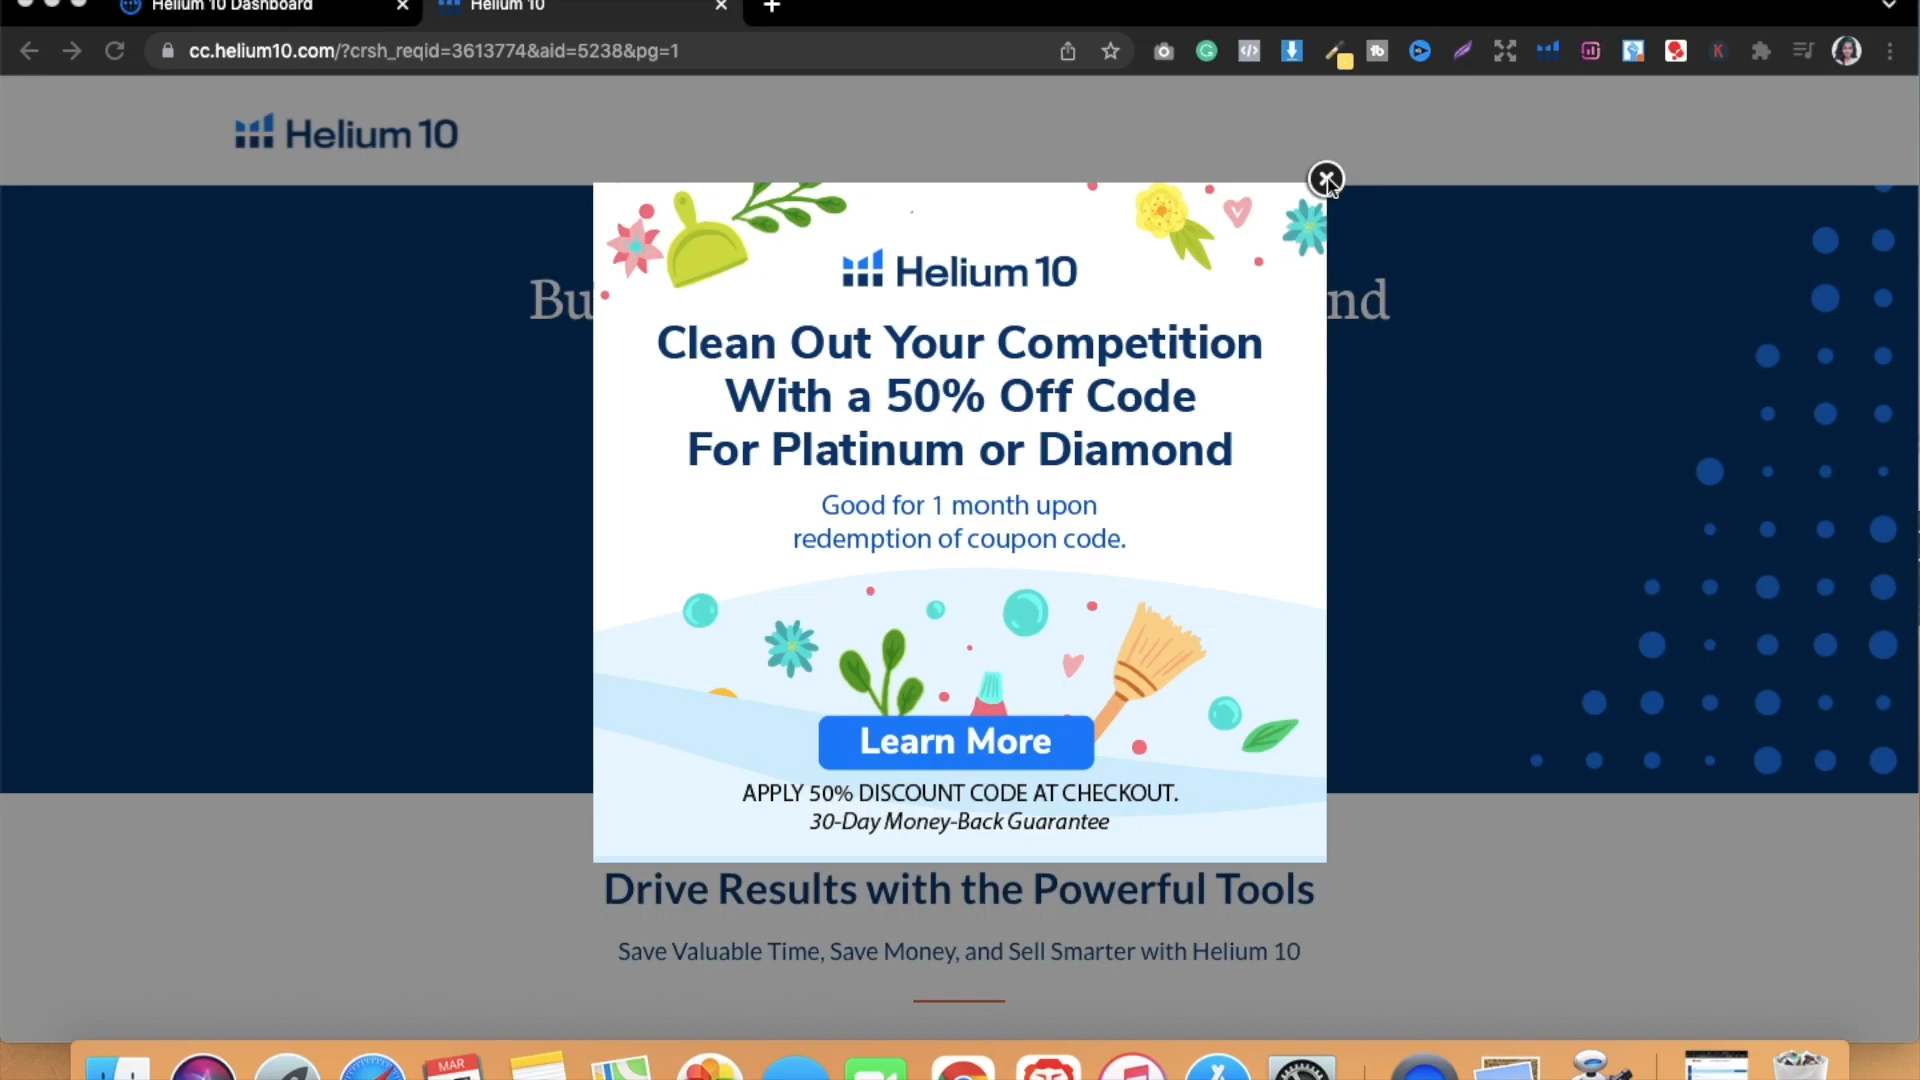 Helium 10 Dashboard
Helium 10
cc.helium10.com/?crsh_reqid=3613774&aid=5238&pg=1
Helium 10
Bu
nd
Helium 10
Clean Out Your Competition
With a 50% Off Code
For Platinum or Diamond
Good for 1 month upon
redemption of coupon code.
Learn More
APPLY 50% DISCOUNT CODE AT CHECKOUT.
30-Day Money-Back Guarantee
Drive Results with the Powerful Tools
Save Valuable Time, Save Money, and Sell Smarter with Helium 10
MAR